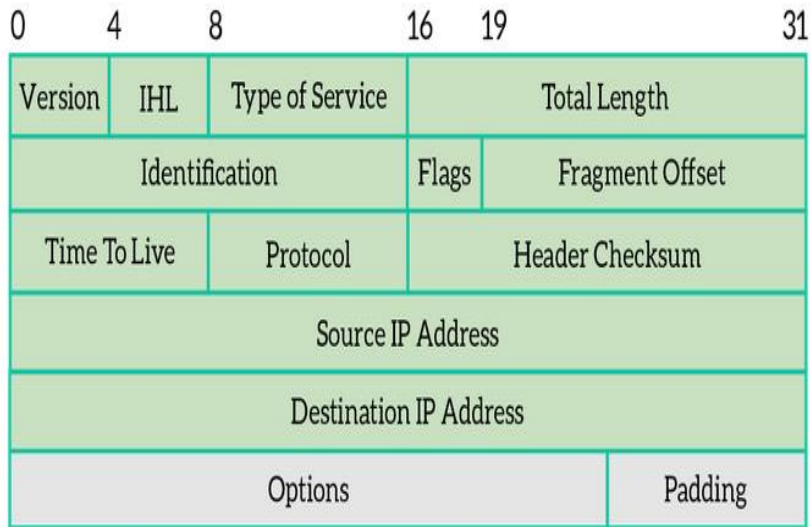 0 4 8 16 19 31
Version IHL Type of Service Total Length
Identification Flags Fragment Offset
Time To Live Protocol Header Checksum
Source IP Address
Destination IP Address
Options Padding